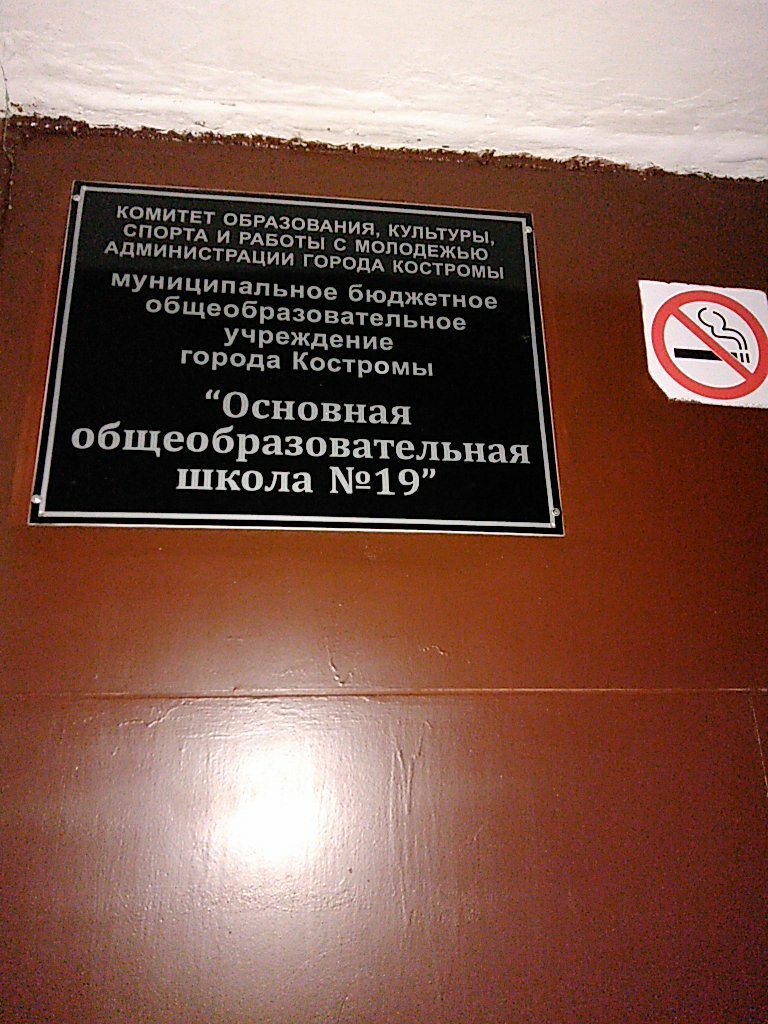 КОМИТЕТ ОБРАЗОВАНИЯ, КУЛЬТУРЫ,
СПОРТА И РАБОТЫ С МОЛОДЕЖЬЮ
АДМИНИСТРАЦИИ ГОРОДА КОСТРОМЫ
муниципальное бюджетное
общеобразовательное
учреждение
города Костромы
“Основная
общеобразовательная
школа №19”